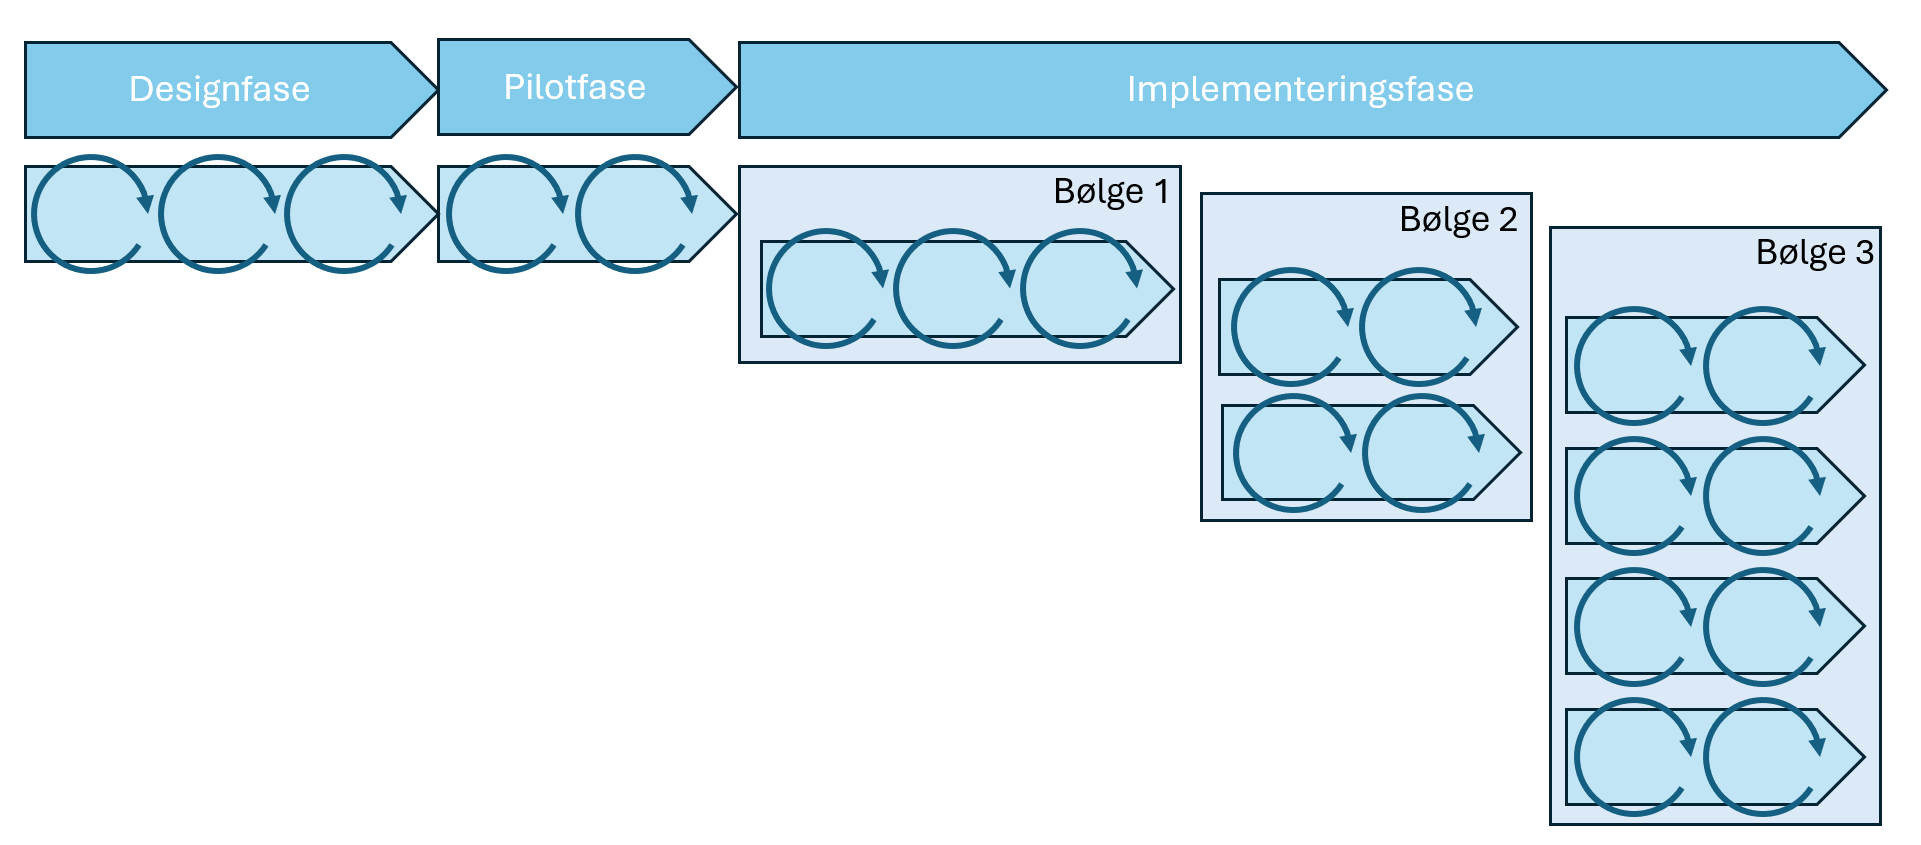 Designfase
Pilotfase
Implementeringsfase
Bølge 1
Bølge 2
Bølge 3